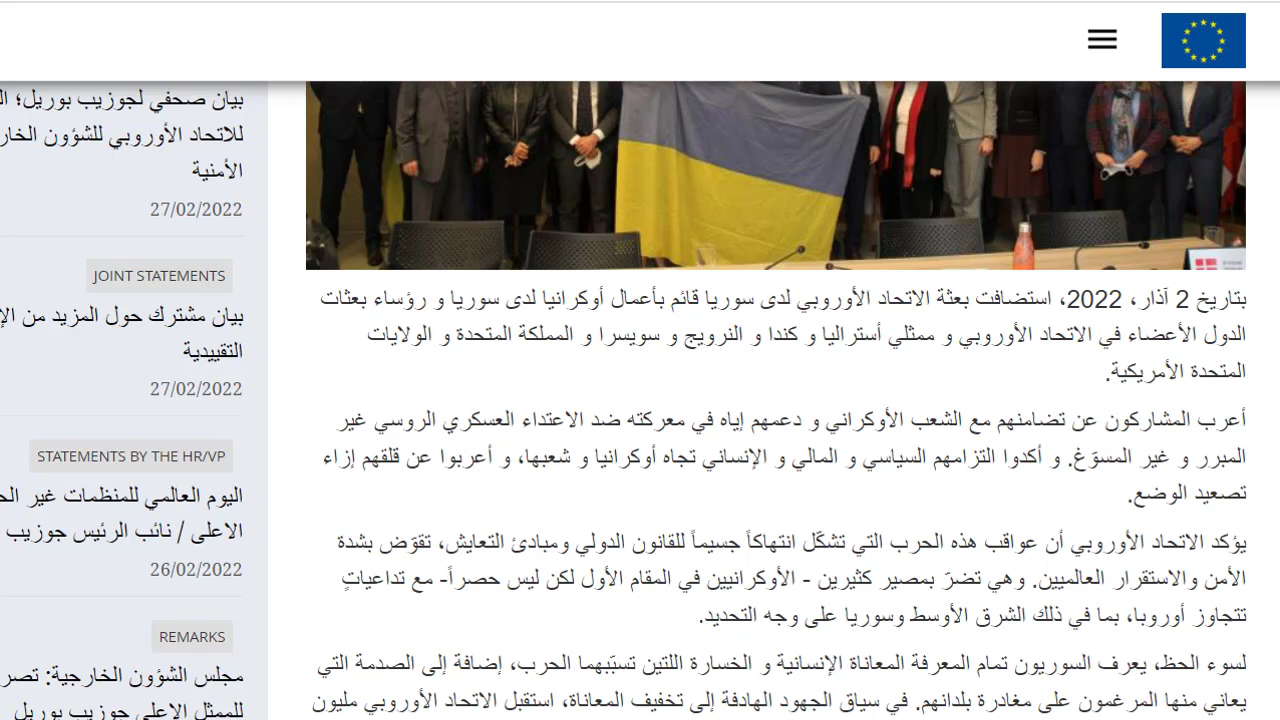 بتاريخ 2 آذار، 2022، استضافت بعثة الاتحاد الأوروبي لدى سوريا قائم بأعمال أوكرانيا لدى سوريا و رؤساء بعثات
الدول الأعضاء في الاتحاد الأوروبي و ممثلي أستراليا و كندا و النرويج و سويسرا و المملكة المتحدة و الولايات
المتحدة الأمريكية.
أعرب المشاركون عن تضامنهم مع الشعب الأوكراني و دعمهم إياه في معركته ضد الاعتداء العسكري الروسي غير
المبرر و غير المسوّغ. و أكدوا التزامهم السياسي و المالي و الإنساني تجاه أوكرانيا و شعبها، و أعربوا عن قلقهم إزاء
تصعيد الوضع.
يؤكد الاتحاد الأوروبي أن عواقب هذه الحرب التي تشكّل انتهاكاً جسيماً للقانون الدولي ومبادئ التعايش، تقوّض بشدة
الأمن والاستقرار العالميين. وهي تضرّ بمصير كثيرين - الأوكرانيين في المقام الأول لكن ليس حصراً- مع تداعياتٍ
تتجاوز أوروبا، بما في ذلك الشرق الأوسط وسوريا على وجه التحديد.
لسوء الحظ، يعرف السوريون تمام المعرفة المعاناة الإنسانية و الخسارة اللتين تسبّبهما الحرب، إضافة إلى الصدمة التي
يعاني منها المرغمون على مغادرة بلدانهم. في سياق الجهود الهادفة إلى تخفيف المعاناة، استقبل الاتحاد الأوروبي مليون
بيان صحفي لجوزيب بوريل؛
للاتحاد الأوروبي للشؤون
الأمنية
27/02/2022
JOINT STATEMENTS
بيان مشترك حول المزيد من
التقييدية
27/02/2022
STATEMENTS BY THE HR/VP
اليوم العالمي للمنظمات غير
الاعلى / نائب الرئيس جوزيب
26/02/2022
REMARKS
مجلس الشؤون الخارجية:
للممثل الاعلى جوزيب بوريل